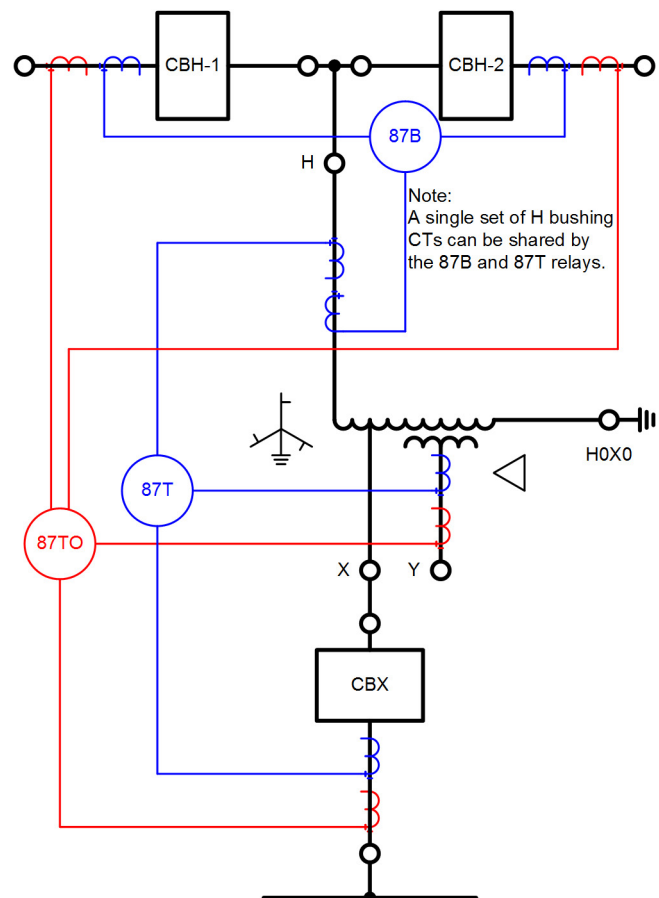 CBH-1
CBH-2
87B
H
Note:
A single set of H bushing
CTs can be shared by
the 87B and 87T relays.
H0X0
87T
87TO
X
Y
CBX